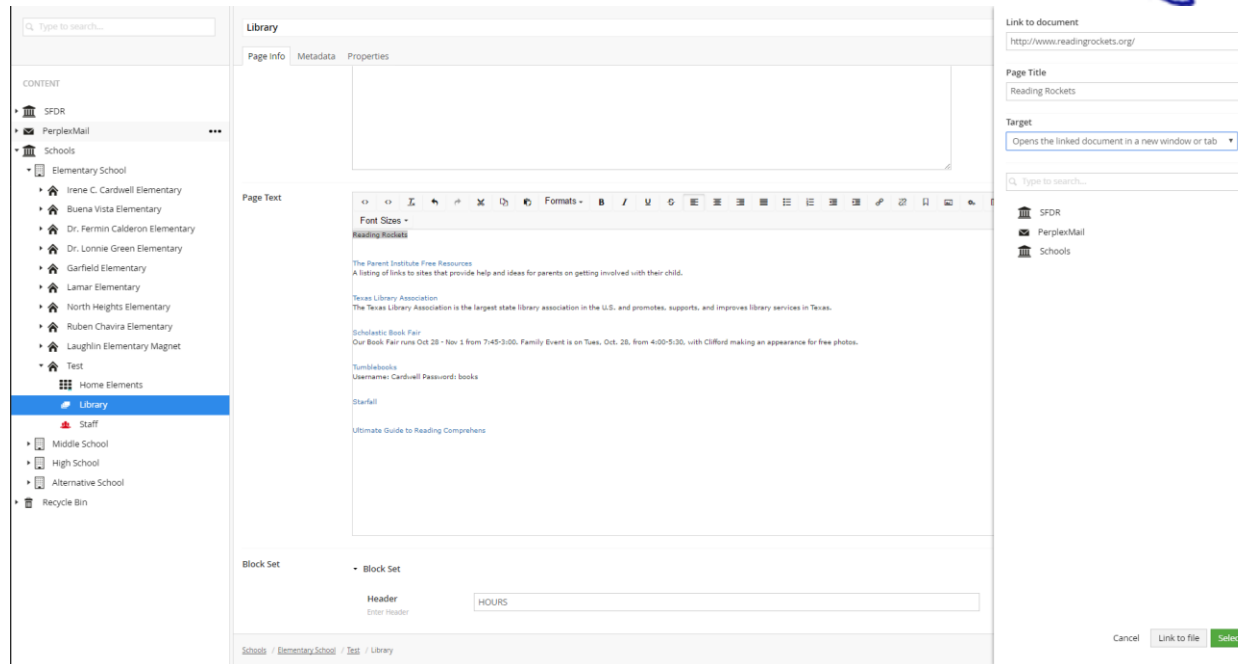 Type to search...
CONTENT
SFDR
PerplexMail
Schools
Elementary School
Irene C. Cardwell Elementary
Buena Vista Elementary
Dr. Fermin Calderon Elementary
Dr. Lonnie Green Elementary
Garfield Elementary
Lamar Elementary
North Heights Elementary
Ruben Chavira Elementary
Laughlin Elementary Magnet
Test
Home Elements
Library
Staff
Middle School
High School
Alternative School
Recycle Bin
Library
Page Info Metadata Properties
Page Text
Formats B I U S
Font Sizes
Reading Rockets
The Parent Institute Free Resources
A listing of links to sites that provide help and ideas for parents on getting involved with their child.
Texas Library Association
The Texas Library Association is the largest state library association in the U.S. and promotes, supports, and improves library services in Texas.
Scholastic Book Fair
Our Book Fair runs Oct 28 - Nov 1 from 7:45-3:00. Family Event is on Tues, Oct. 28, from 4:00-5:30, with Clifford making an appearance for free photos.
Tumblebooks
Username: Cardwell Password: books
Starfall
Ultimate Guide to Reading Comprehens
Block Set
Block Set
Header
Enter Header
HOURS
Schools / Elementary School / Test / Library
Link to document
http://www.readingrockets.org/
Page Title
Reading Rockets
Target
Opens the linked document in a new window or tab
Type to search...
SFDR
PerplexMail
Schools
Cancel Link to file Selec